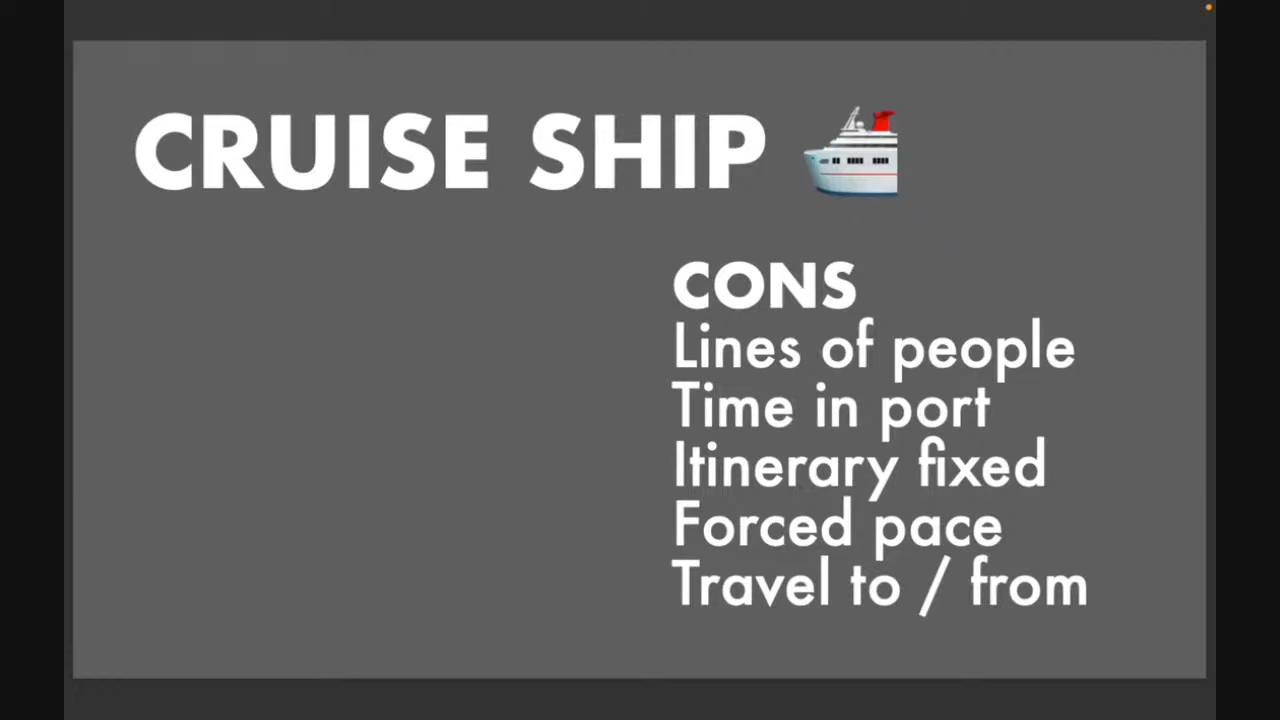 CRUISE SHIP 🛳
CONS
Lines of people
Time in port
Itinerary fixed
Forced pace
Travel to / from